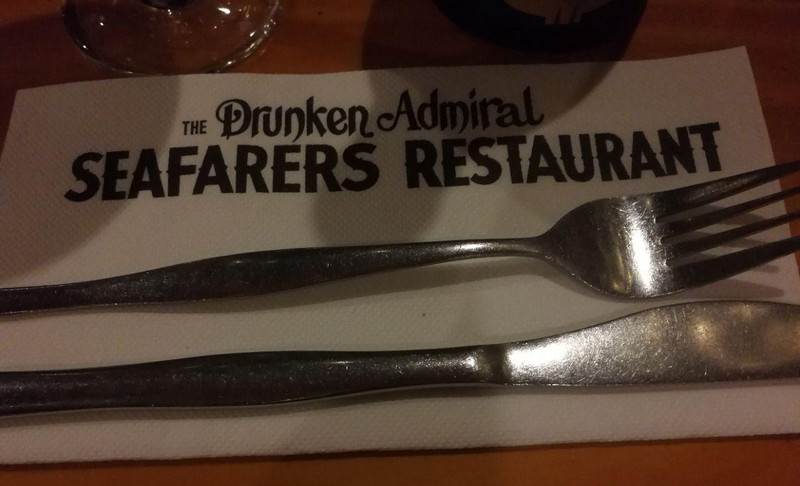 THE Drunken Admiral
SEAFARERS RESTAURANT